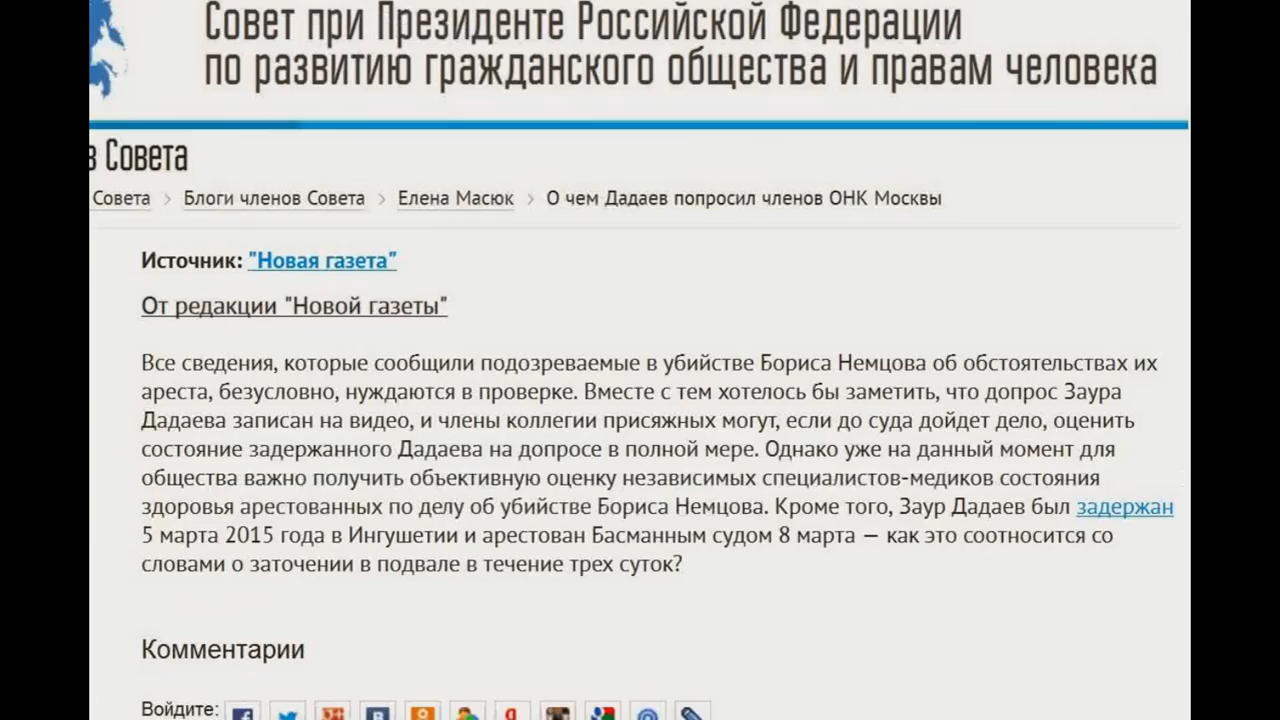 Совет при Президенте Российской Федерации
по развитию гражданского общества и правам человека
в Совета
Совета > Блоги членов Совета > Елена Масюк > О чем Дадаев попросил членов ОНК Москвы
Источник: "Новая газета"
От редакции "Новой газеты"
Все сведения, которые сообщили подозреваемые в убийстве Бориса Немцова об обстоятельствах их
ареста, безусловно, нуждаются в проверке. Вместе с тем хотелось бы заметить, что допрос Заура
Дадаева записан на видео, и члены коллегии присяжных могут, если до суда дойдет дело, оценить
состояние задержанного Дадаева на допросе в полной мере. Однако уже на данный момент для
общества важно получить объективную оценку независимых специалистов-медиков состояния
здоровья арестованных по делу об убийстве Бориса Немцова. Кроме того, Заур Дадаев был задержан
5 марта 2015 года в Ингушетии и арестован Басманным судом 8 марта — как это соотносится со
словами о заточении в подвале в течение трех суток?
Комментарии
Войдите: